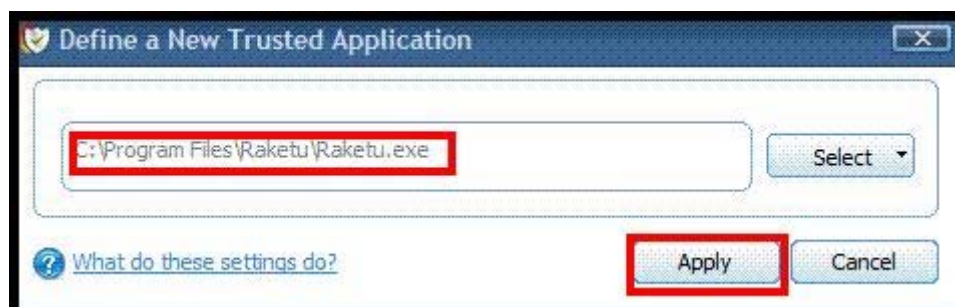 Define a New Trusted Application
C:\Program Files\Raketu\Raketu.exe
Select
What do these settings do?
Apply
Cancel